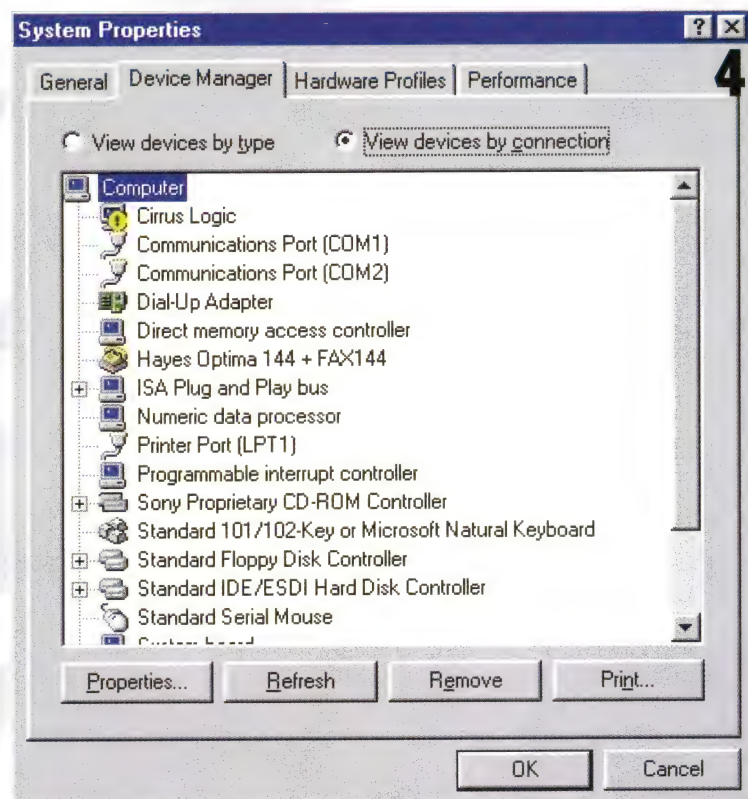 System Properties
4
General Device Manager Hardware Profiles Performance
View devices by type View devices by connection
Computer
Cirrus Logic
Communications Port (COM1)
Communications Port (COM2)
Dial-Up Adapter
Direct memory access controller
Hayes Optima 144 + FAX144
ISA Plug and Play bus
Numeric data processor
Printer Port (LPT1)
Programmable interrupt controller
Sony Proprietary CD-ROM Controller
Standard 101/102-Key or Microsoft Natural Keyboard
Standard Floppy Disk Controller
Standard IDE/ESDI Hard Disk Controller
Standard Serial Mouse
System board
Properties... Refresh Remove Print...
OK Cancel